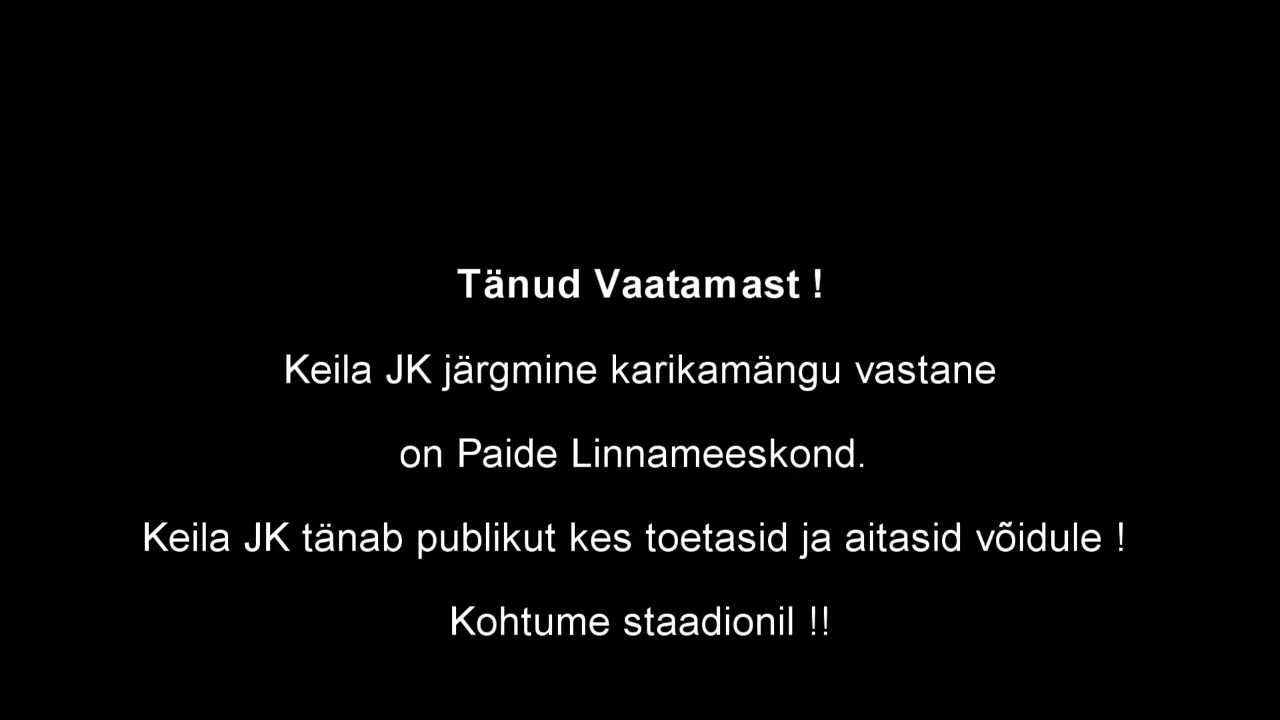 Tänud Vaatamast !
Keila JK järgmine karikamängu vastane
on Paide Linnameeskond.
Keila JK tänab publikut kes toetasid ja aitasid võidule !
Kohtume staadionil !!